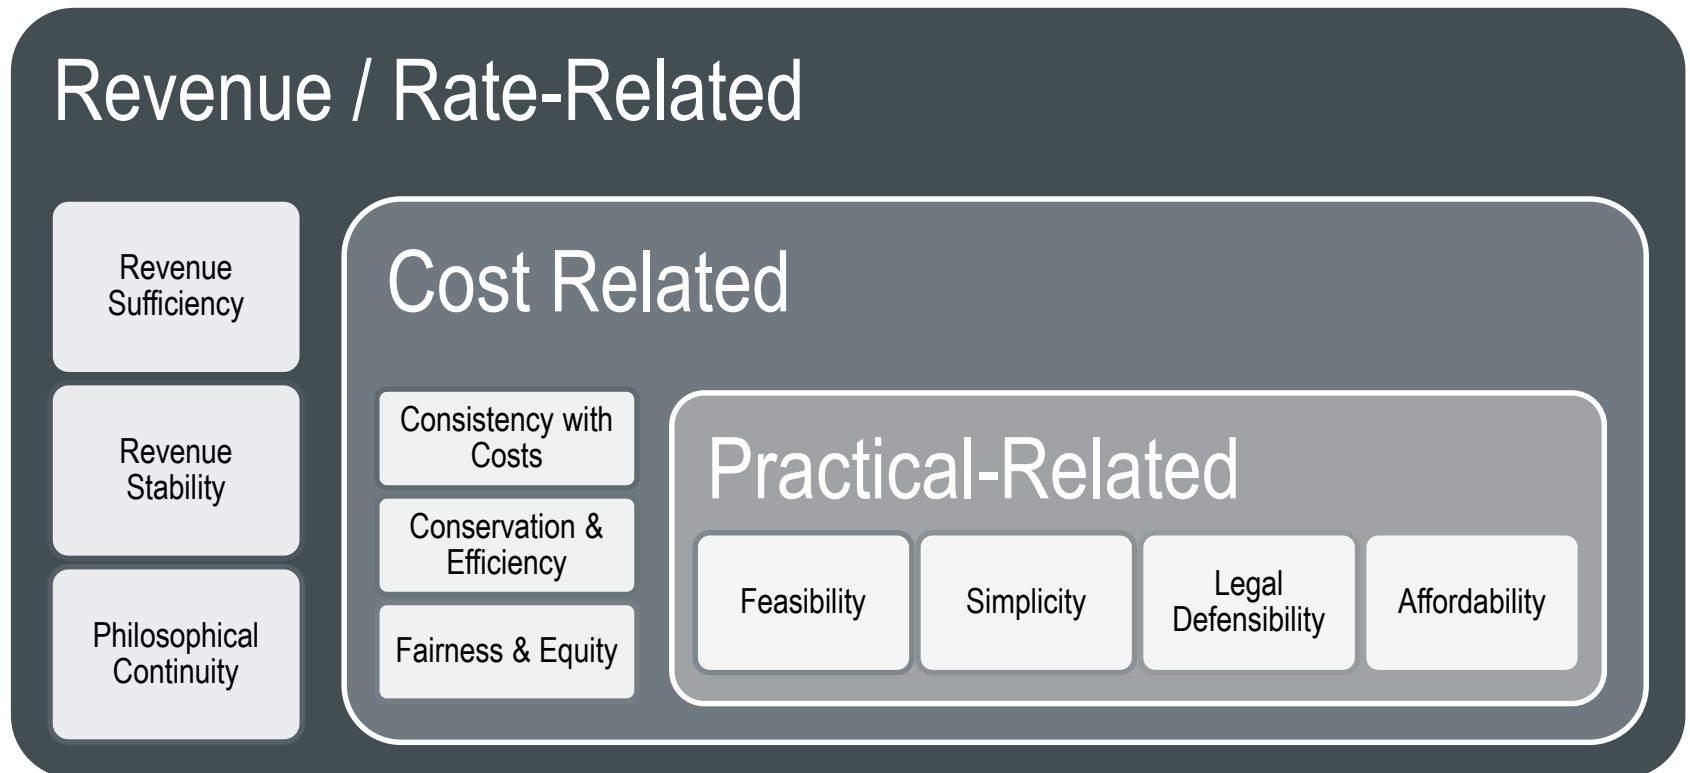 Revenue / Rate-Related
Revenue
Sufficiency
Revenue
Stability
Philosophical
Continuity
Cost Related
Consistency with
Costs
Conservation &
Efficiency
Fairness & Equity
Practical-Related
Feasibility
Simplicity
Legal
Defensibility
Affordability